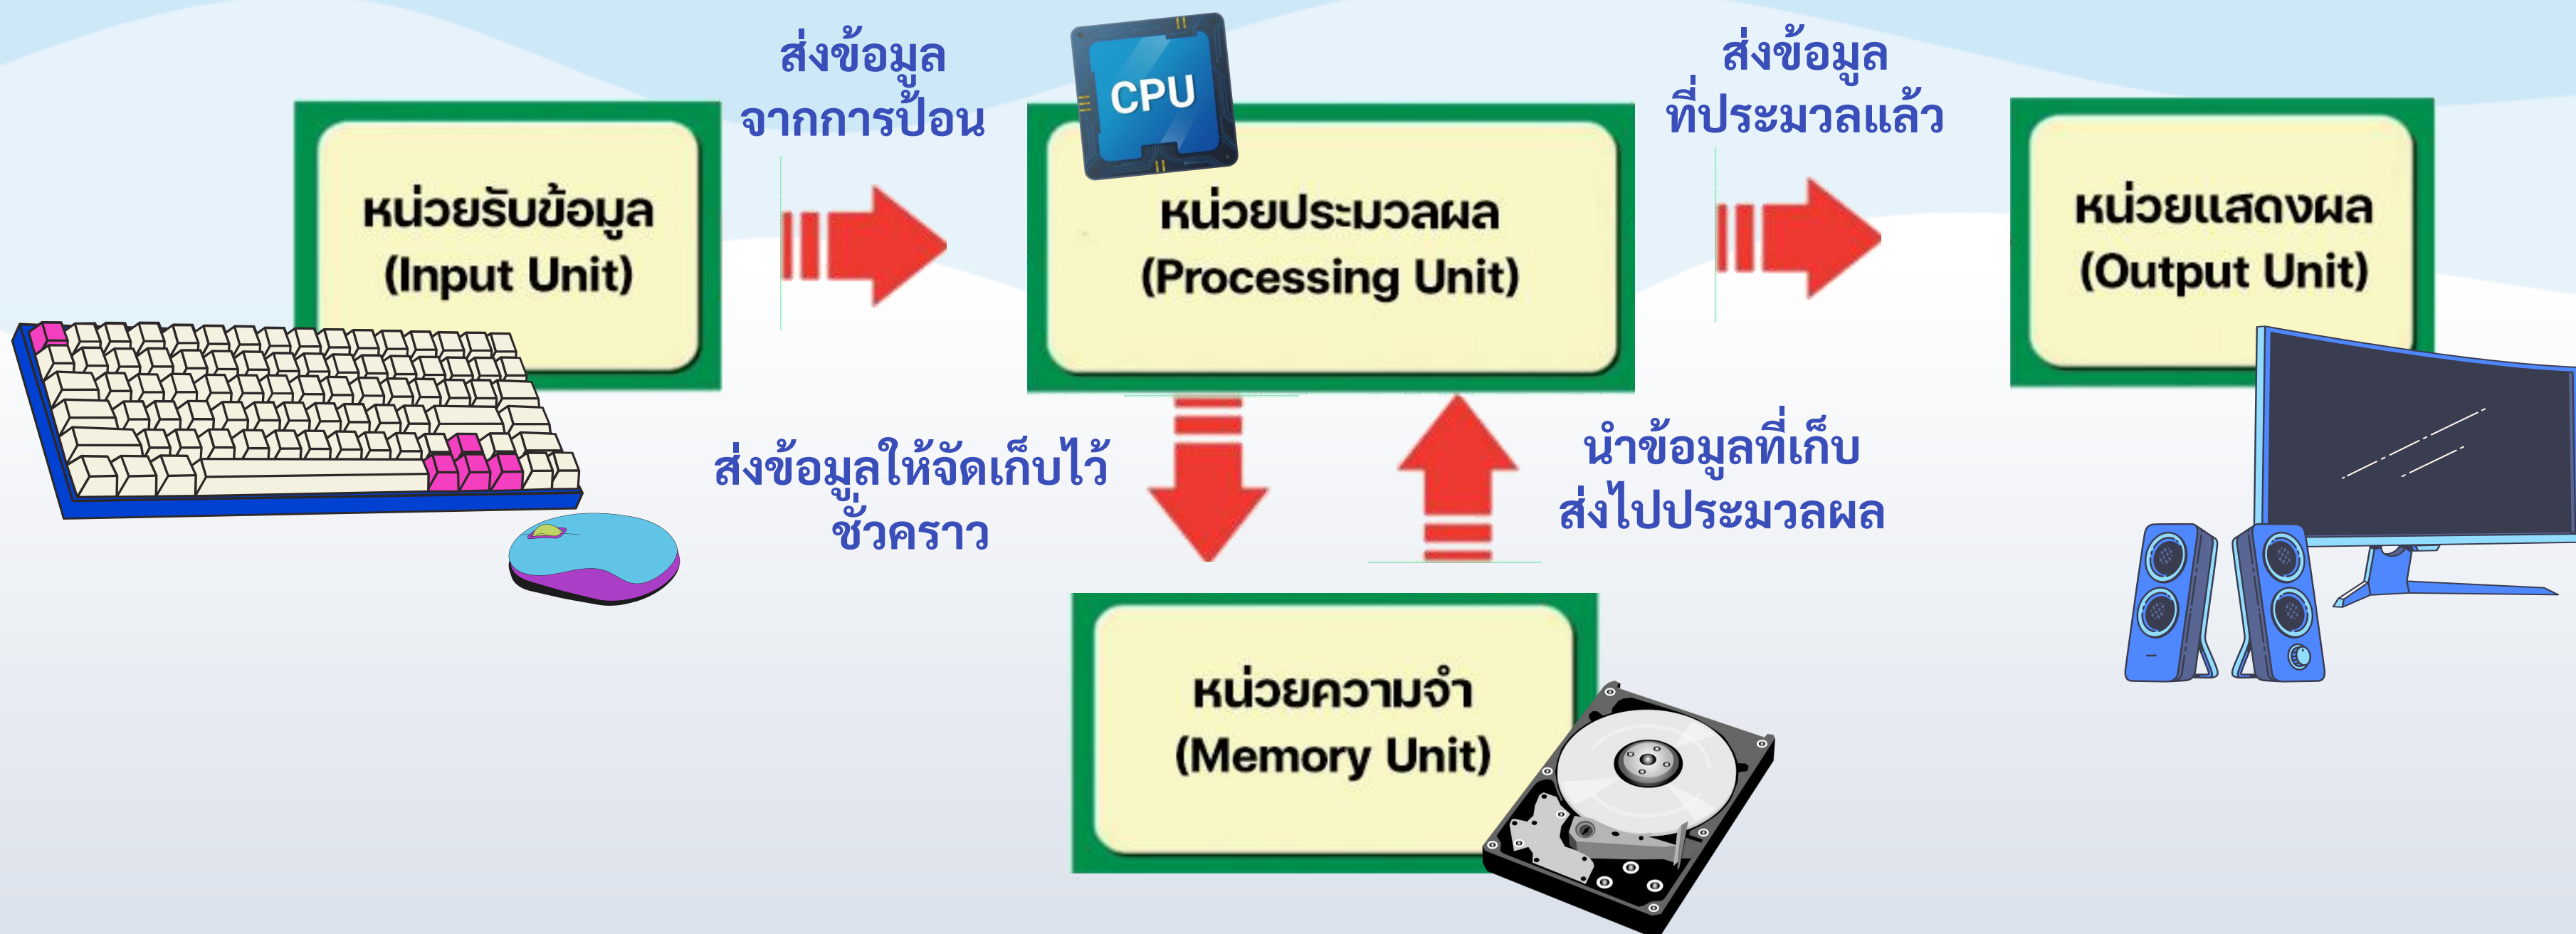 ส่งข้อมูล
จากการป้อน
CPU
ส่งข้อมูล
ที่ประมวลแล้ว
หน่วยรับข้อมูล
(Input Unit)
หน่วยประมวลผล
(Processing Unit)
หน่วยแสดงผล
(Output Unit)
ส่งข้อมูลให้จัดเก็บไว้
ชั่วคราว
นำข้อมูลที่เก็บ
ส่งไปประมวลผล
หน่วยความจำ
(Memory Unit)